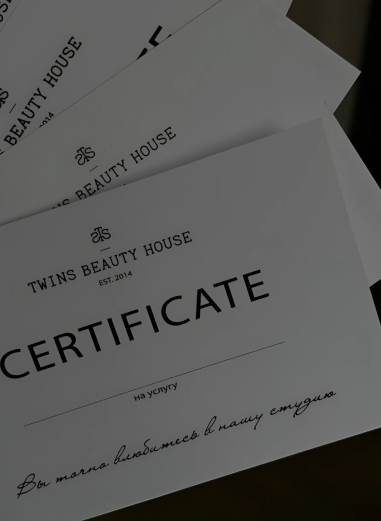 BEAUTY HOUSE
2014
TWINS BEAUTY HOUSE
TWINS BEAUTY HOUSE
EST. 2014
CERTIFICATE
на услугу
Вы точно влюбитесь в нашу студию